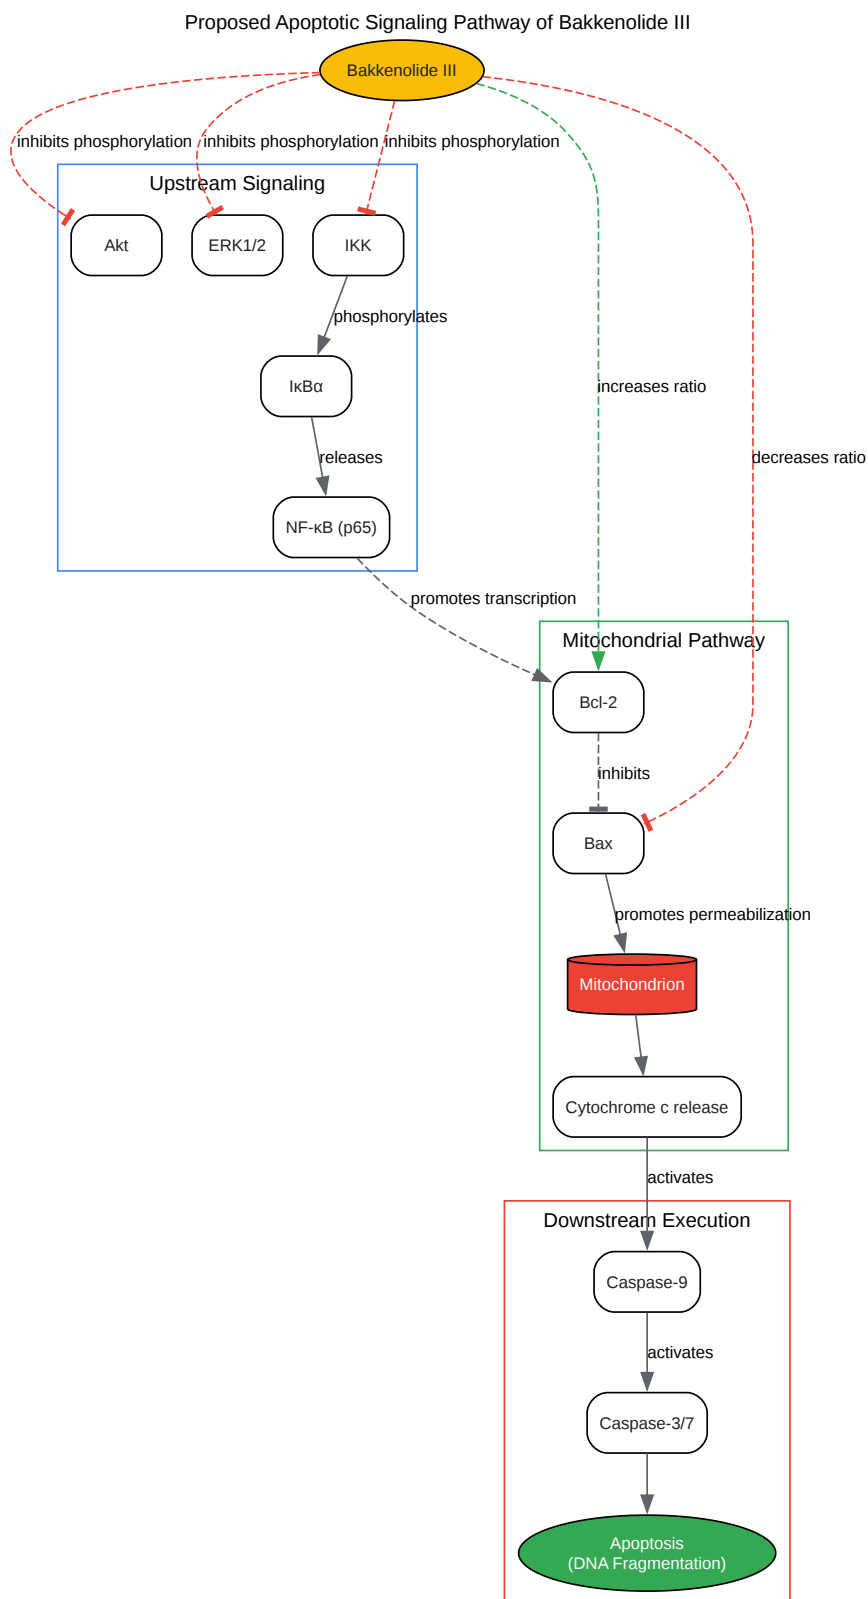 Proposed Apoptotic Signaling Pathway of Bakkenolide III
Bakkenolide III
inhibits phosphorylation
inhibits phosphorylation
inhibits phosphorylation
Upstream Signaling
Akt
ERK1/2
IKK
phosphorylates
IκBα
increases ratio
releases
decreases ratio
NF-κB (p65)
promotes transcription
Mitochondrial Pathway
Bcl-2
inhibits
Bax
promotes permeabilization
Mitochondrion
Cytochrome c release
activates
Downstream Execution
Caspase-9
activates
Caspase-3/7
Apoptosis
(DNA Fragmentation)